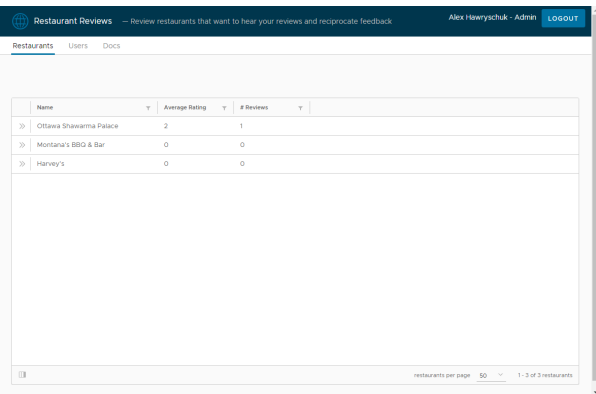 Restaurant Reviews — Review restaurants that want to hear your reviews and reciprocate feedback Alex Hawryschuk - Admin LOGOUT
Restaurants Users Docs
Name Average Rating # Reviews
Ottawa Shawarma Palace 2 1
Montana's BBQ & Bar 0 0
Harvey's 0 0
restaurants per page 50 1 - 3 of 3 restaurants